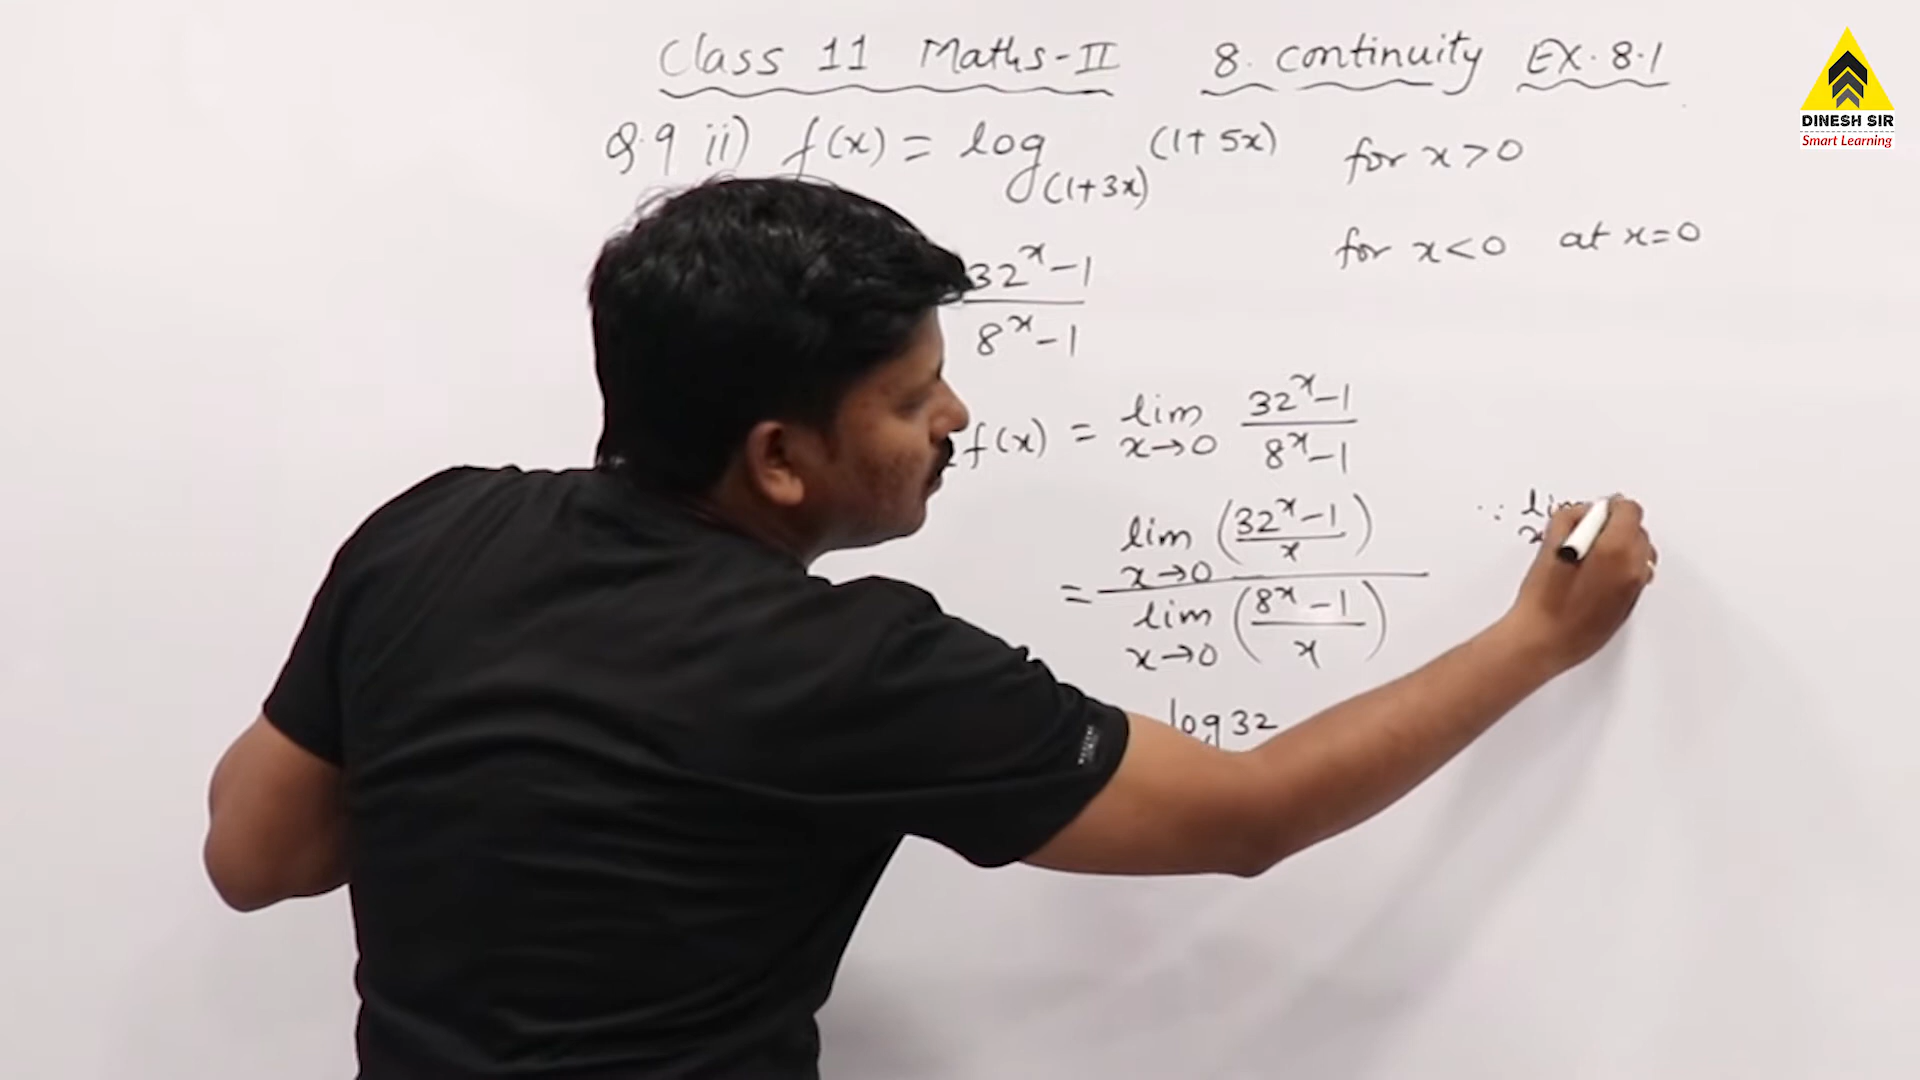 Class 11 Maths-II 8. Continuity EX. 8.1
Q.9 ii) f(x) = log(1+3x) (1+5x) for x>0
32^x-1 / 8^x-1 for x<0 at x=0
f(x) = lim x→0 32^x-1 / 8^x-1
= lim x→0 (32^x-1 / x) / lim x→0 (8^x-1 / x) ∵ lim
log 32
DINESH SIR
Smart Learning